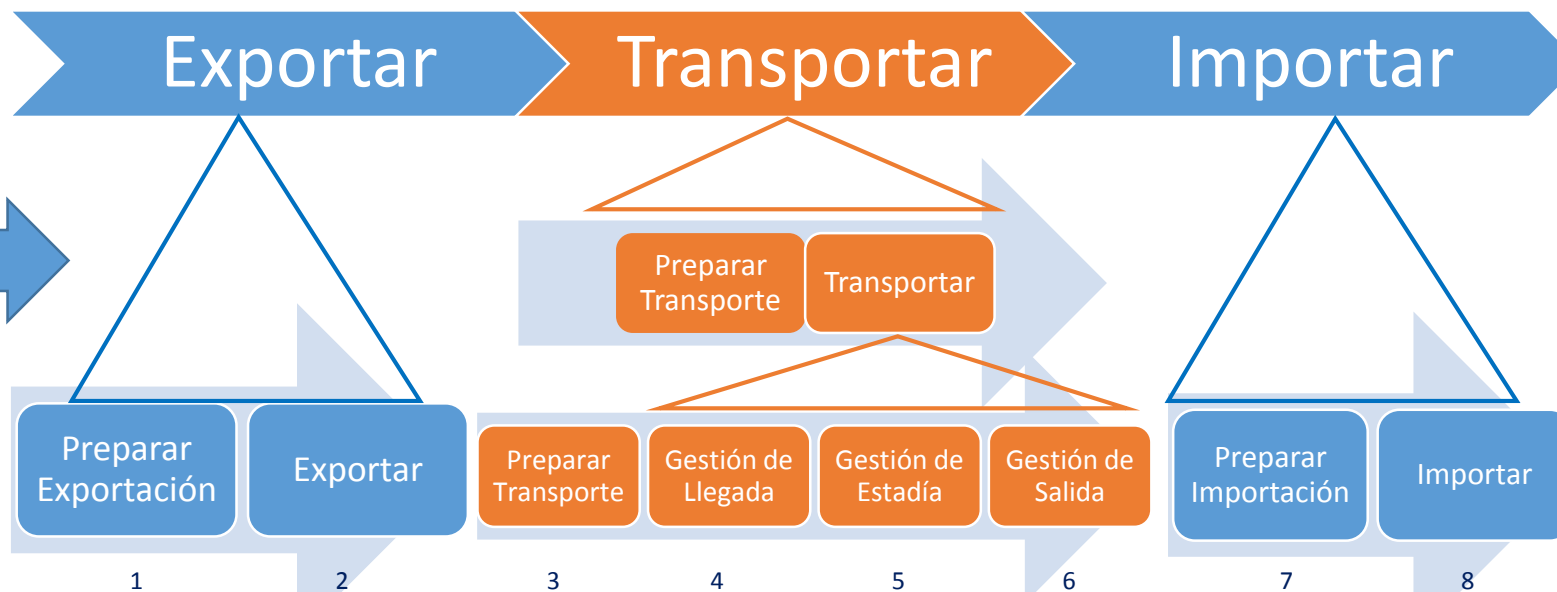 Exportar
Transportar
Importar
Preparar
Transporte
Transportar
Preparar
Exportación
Exportar
Preparar
Transporte
Gestión de
Llegada
Gestión de
Estadía
Gestión de
Salida
Preparar
Importación
Importar
1
2
3
4
5
6
7
8